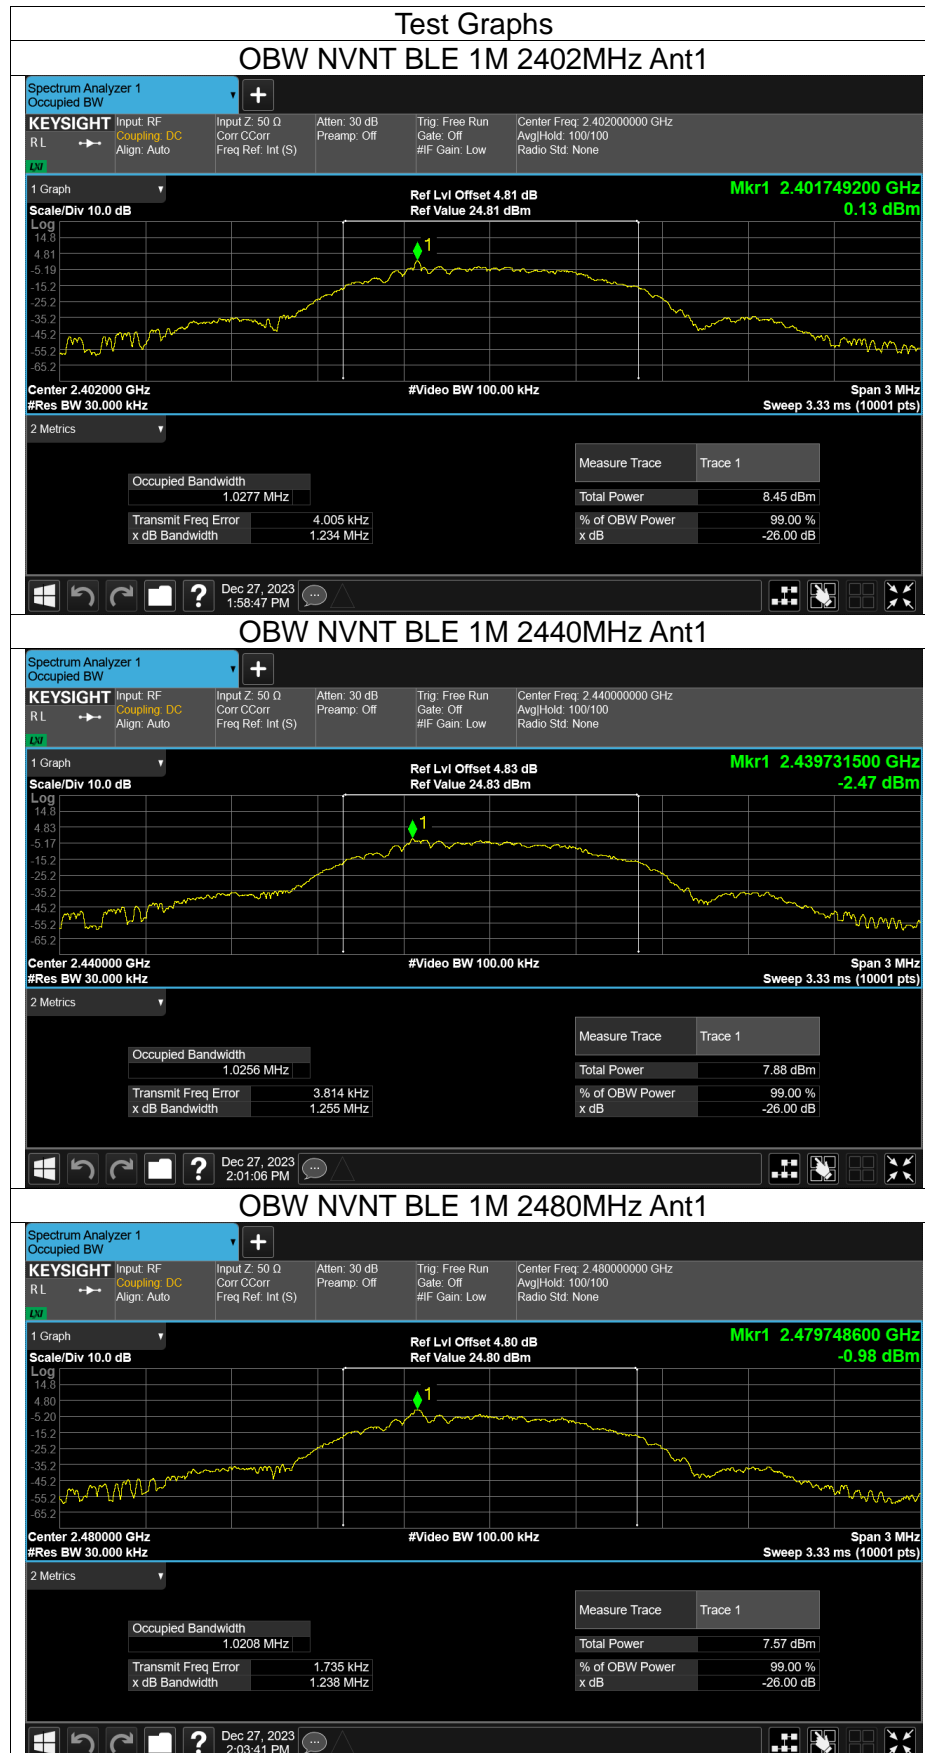 Test Graphs
OBW NVNT BLE 1M 2402MHz Ant1
Spectrum Analyzer 1
Occupied BW
KEYSIGHT Input: RF Input Z: 50 Ω Atten: 30 dB Trig: Free Run Center Freq: 2.402000000 GHz
Coupling: DC Corr CCorr Preamp: Off Gate: Off Avg|Hold: 100/100
RL Align: Auto Freq Ref: Int (S) #IF Gain: Low Radio Std: None
LXI
1 Graph Ref Lvl Offset 4.81 dB Mkr1 2.401749200 GHz
Scale/Div 10.0 dB Ref Value 24.81 dBm 0.13 dBm
Log
14.8
1
4.81
-5.19
-15.2
-25.2
-35.2
-45.2
-55.2
-65.2
Center 2.402000 GHz #Video BW 100.00 kHz Span 3 MHz
#Res BW 30.000 kHz Sweep 3.33 ms (10001 pts)
2 Metrics
Measure Trace Trace 1
Occupied Bandwidth
1.0277 MHz Total Power 8.45 dBm
Transmit Freq Error 4.005 kHz % of OBW Power 99.00 %
x dB Bandwidth 1.234 MHz x dB -26.00 dB
? Dec 27, 2023
1:58:47 PM
OBW NVNT BLE 1M 2440MHz Ant1
Spectrum Analyzer 1
Occupied BW
KEYSIGHT Input: RF Input Z: 50 Ω Atten: 30 dB Trig: Free Run Center Freq: 2.440000000 GHz
Coupling: DC Corr CCorr Preamp: Off Gate: Off Avg|Hold: 100/100
RL Align: Auto Freq Ref: Int (S) #IF Gain: Low Radio Std: None
LXI
1 Graph Ref Lvl Offset 4.83 dB Mkr1 2.439731500 GHz
Scale/Div 10.0 dB Ref Value 24.83 dBm -2.47 dBm
Log
14.8
1
4.83
-5.17
-15.2
-25.2
-35.2
-45.2
-55.2
-65.2
Center 2.440000 GHz #Video BW 100.00 kHz Span 3 MHz
#Res BW 30.000 kHz Sweep 3.33 ms (10001 pts)
2 Metrics
Measure Trace Trace 1
Occupied Bandwidth
1.0256 MHz Total Power 7.88 dBm
Transmit Freq Error 3.814 kHz % of OBW Power 99.00 %
x dB Bandwidth 1.255 MHz x dB -26.00 dB
? Dec 27, 2023
2:01:06 PM
OBW NVNT BLE 1M 2480MHz Ant1
Spectrum Analyzer 1
Occupied BW
KEYSIGHT Input: RF Input Z: 50 Ω Atten: 30 dB Trig: Free Run Center Freq: 2.480000000 GHz
Coupling: DC Corr CCorr Preamp: Off Gate: Off Avg|Hold: 100/100
RL Align: Auto Freq Ref: Int (S) #IF Gain: Low Radio Std: None
LXI
1 Graph Ref Lvl Offset 4.80 dB Mkr1 2.479748600 GHz
Scale/Div 10.0 dB Ref Value 24.80 dBm -0.98 dBm
Log
14.8
1
4.80
-5.20
-15.2
-25.2
-35.2
-45.2
-55.2
-65.2
Center 2.480000 GHz #Video BW 100.00 kHz Span 3 MHz
#Res BW 30.000 kHz Sweep 3.33 ms (10001 pts)
2 Metrics
Measure Trace Trace 1
Occupied Bandwidth
1.0208 MHz Total Power 7.57 dBm
Transmit Freq Error 1.735 kHz % of OBW Power 99.00 %
x dB Bandwidth 1.238 MHz x dB -26.00 dB
? Dec 27, 2023
2:03:41 PM